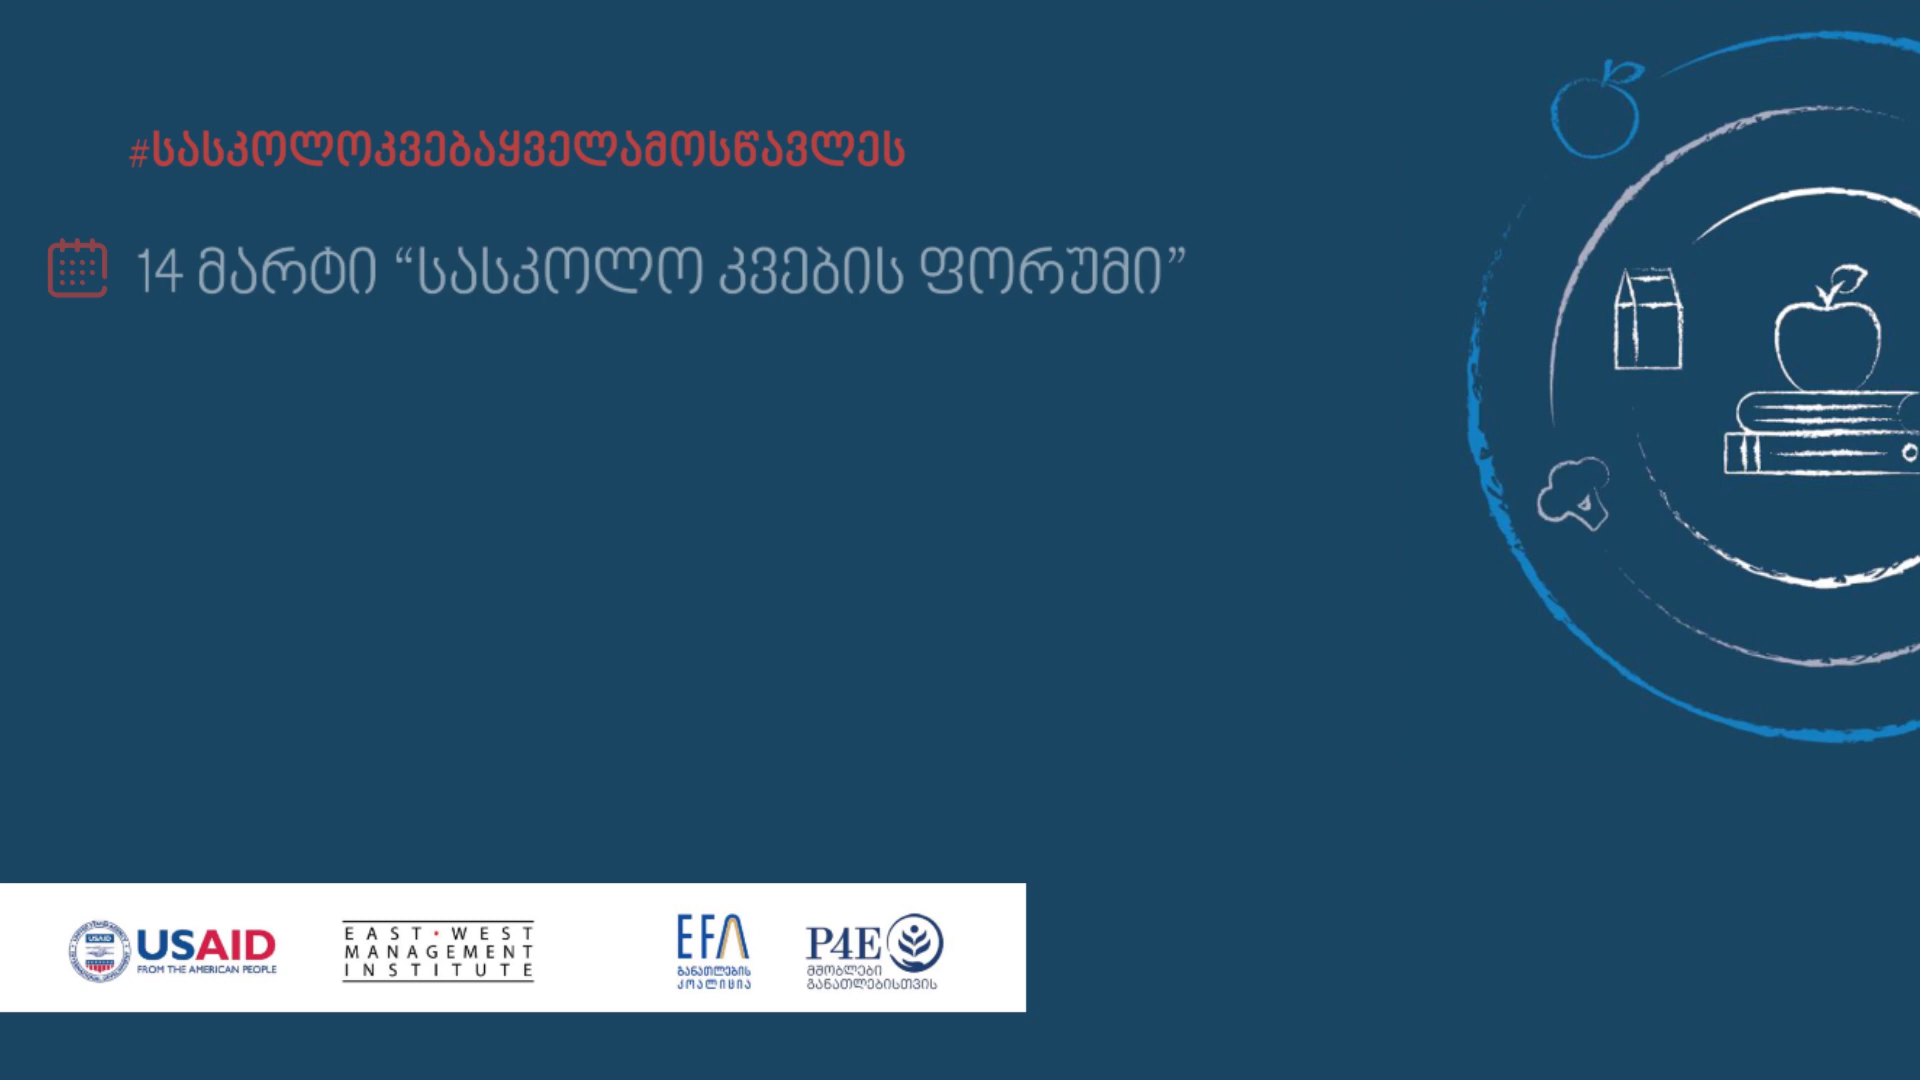 #სასკოლოკვებაყველამოსწავლეს
14 მარტი “სასკოლო კვების ფორუმი”
USAID
FROM THE AMERICAN PEOPLE
EAST•WEST
MANAGEMENT
INSTITUTE
EFA
განათლების
კოალიცია
P4E
მშობლები
განათლებისთვის